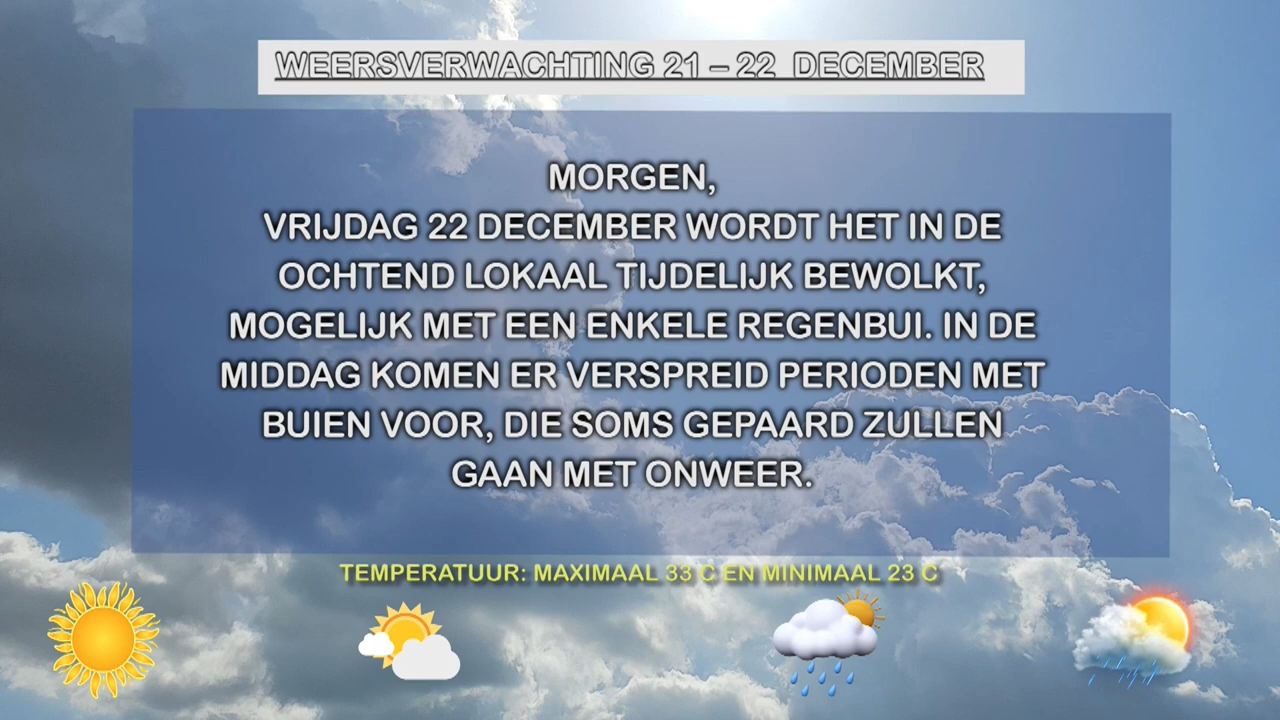 WEERSVERWACHTING 21 – 22 DECEMBER
MORGEN,
VRIJDAG 22 DECEMBER WORDT HET IN DE
OCHTEND LOKAAL TIJDELIJK BEWOLKT,
MOGELIJK MET EEN ENKELE REGENBUI. IN DE
MIDDAG KOMEN ER VERSPREID PERIODEN MET
BUIEN VOOR, DIE SOMS GEPAARD ZULLEN
GAAN MET ONWEER.
TEMPERATUUR: MAXIMAAL 33 C EN MINIMAAL 23 C